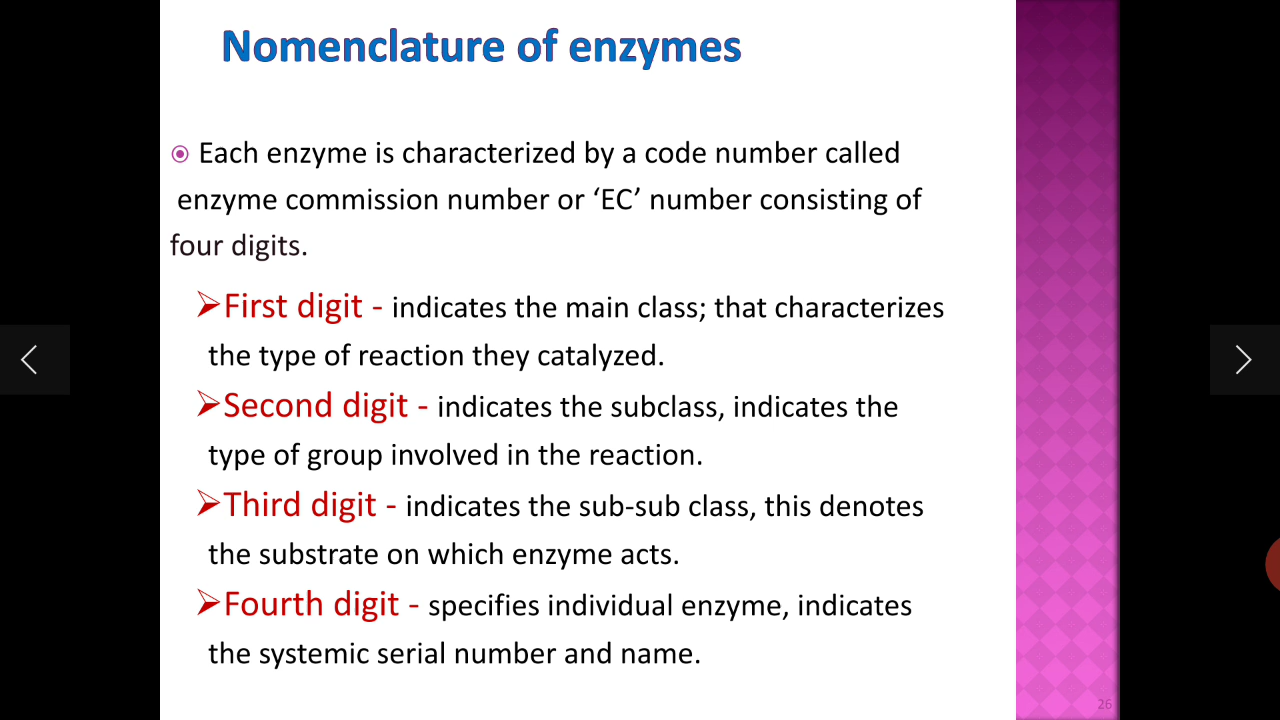 Nomenclature of enzymes
Each enzyme is characterized by a code number called
enzyme commission number or ‘EC’ number consisting of
four digits.
First digit - indicates the main class; that characterizes
the type of reaction they catalyzed.
Second digit - indicates the subclass, indicates the
type of group involved in the reaction.
Third digit - indicates the sub-sub class, this denotes
the substrate on which enzyme acts.
Fourth digit - specifies individual enzyme, indicates
the systemic serial number and name.
26